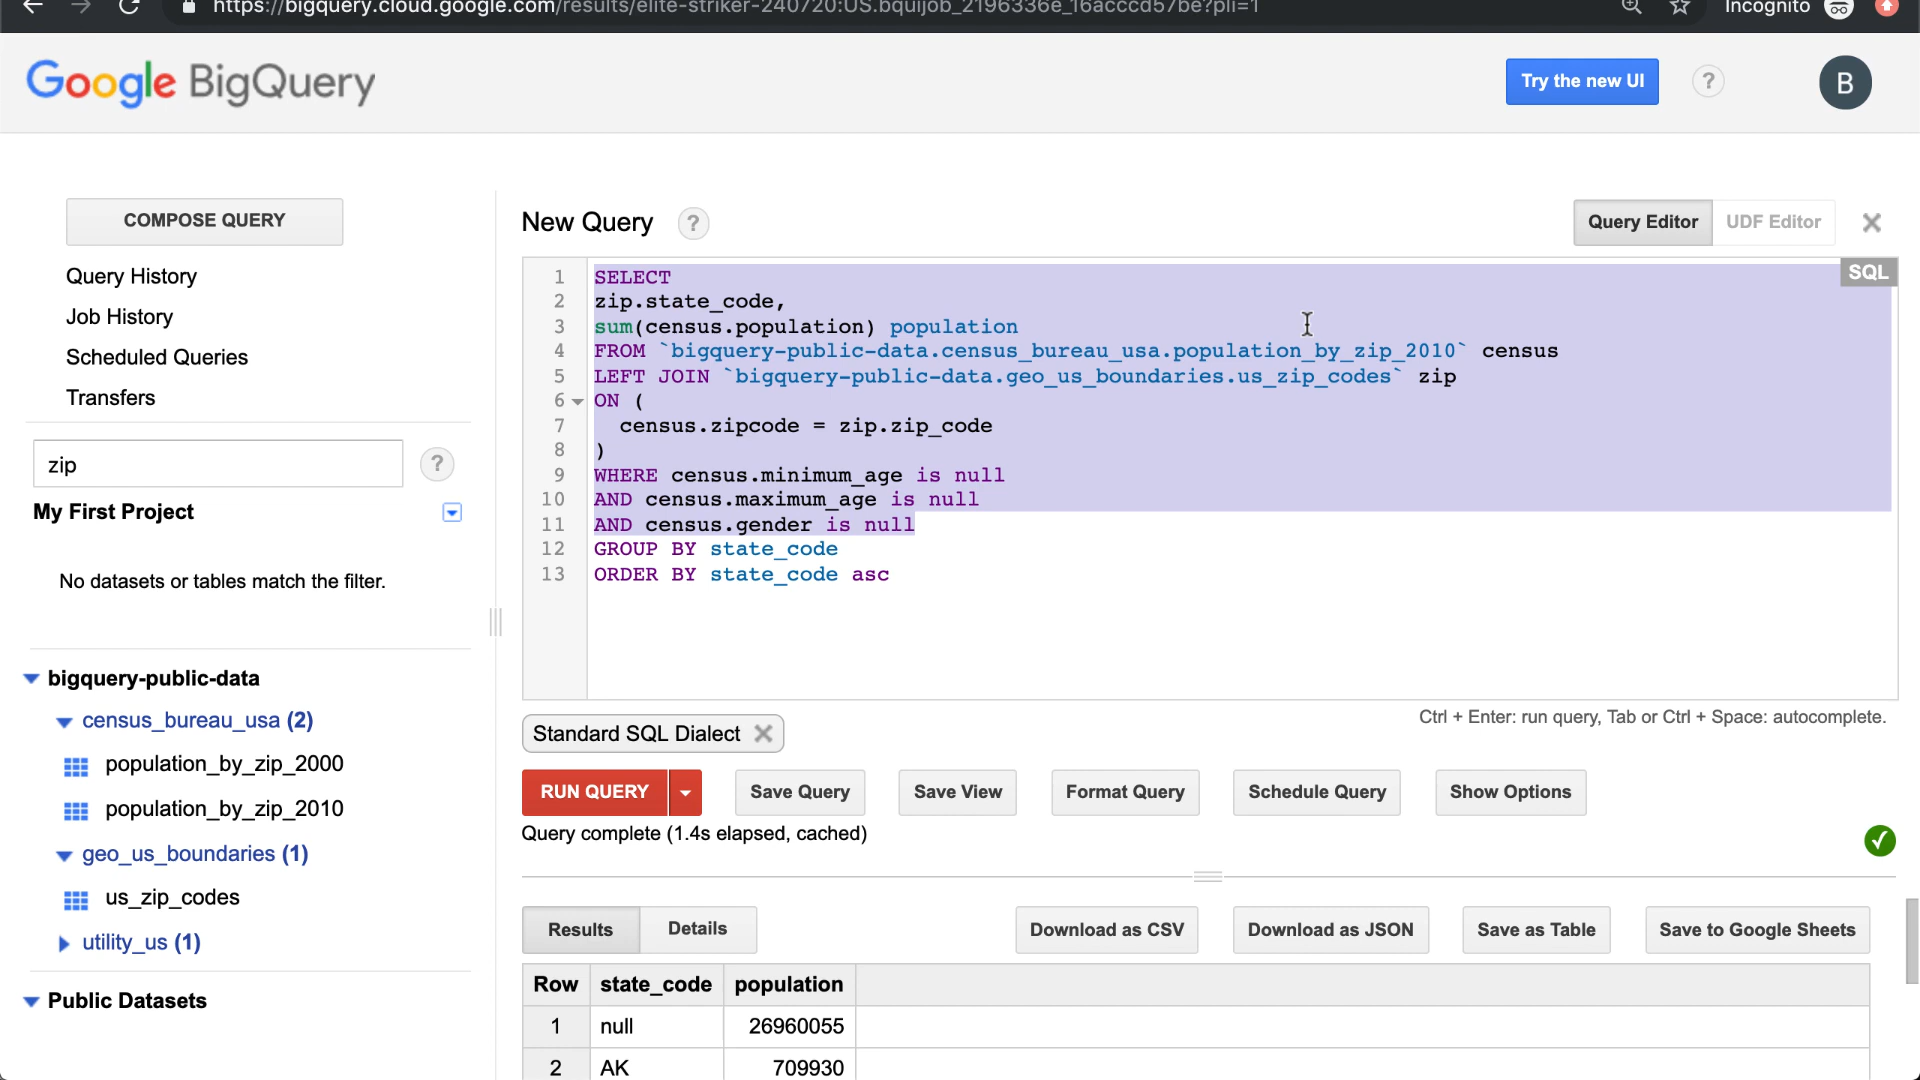 https://bigquery.cloud.google.com/results/elite-striker-240720:US.bquijob_2196336e_16acccd57be?pli=1
Incognito
Google BigQuery
Try the new UI
?
B
COMPOSE QUERY
Query History
Job History
Scheduled Queries
Transfers
zip
?
My First Project
No datasets or tables match the filter.
bigquery-public-data
census_bureau_usa (2)
population_by_zip_2000
population_by_zip_2010
geo_us_boundaries (1)
us_zip_codes
utility_us (1)
Public Datasets
New Query ?
Query Editor
UDF Editor
SQL
1 SELECT
2 zip.state_code,
3 sum(census.population) population
4 FROM `bigquery-public-data.census_bureau_usa.population_by_zip_2010` census
5 LEFT JOIN `bigquery-public-data.geo_us_boundaries.us_zip_codes` zip
6 ON (
7   census.zipcode = zip.zip_code
8 )
9 WHERE census.minimum_age is null
10 AND census.maximum_age is null
11 AND census.gender is null
12 GROUP BY state_code
13 ORDER BY state_code asc
Ctrl + Enter: run query, Tab or Ctrl + Space: autocomplete.
Standard SQL Dialect
RUN QUERY
Save Query
Save View
Format Query
Schedule Query
Show Options
Query complete (1.4s elapsed, cached)
Results
Details
Download as CSV
Download as JSON
Save as Table
Save to Google Sheets
Row state_code population
1 null 26960055
2 AK 709930